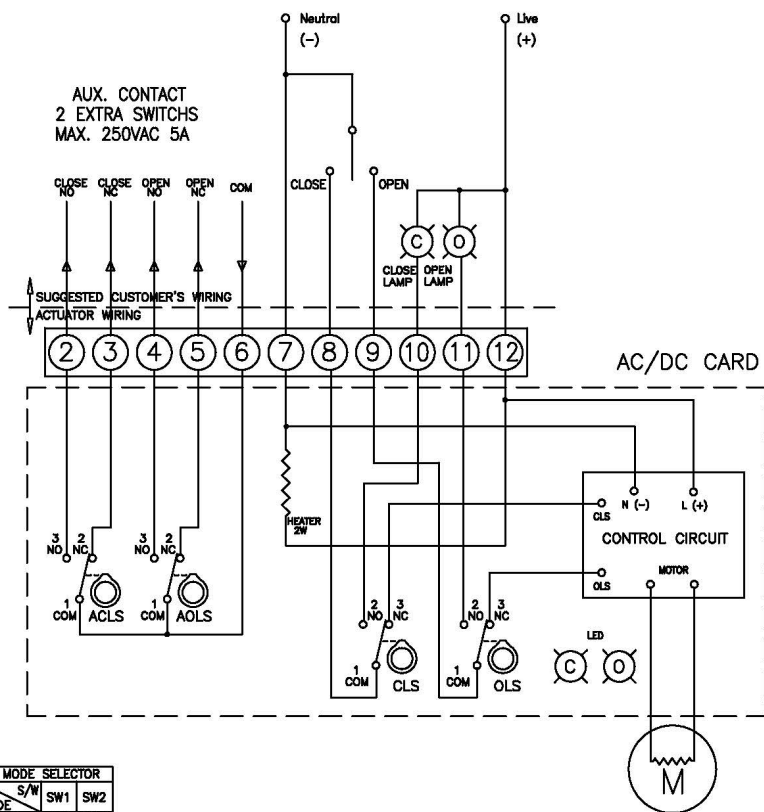 Neutral
(-)
Live
(+)
AUX. CONTACT
2 EXTRA SWITCHS
MAX. 250VAC 5A
CLOSE NO
CLOSE NC
OPEN NO
OPEN NC
COM
CLOSE
OPEN
C
O
CLOSE LAMP
OPEN LAMP
SUGGESTED CUSTOMER'S WIRING
ACTUATOR WIRING
2 3 4 5 6 7 8 9 10 11 12
AC/DC CARD
HEATER
2W
CLS
N (-)
L (+)
CONTROL CIRCUIT
OLS
MOTOR
3 NO
2 NC
1 COM
ACLS
3 NO
2 NC
1 COM
AOLS
2 NO
3 NC
1 COM
CLS
2 NO
3 NC
1 COM
OLS
LED
C
O
M
MODE SELECTOR
S/W
SW1
SW2